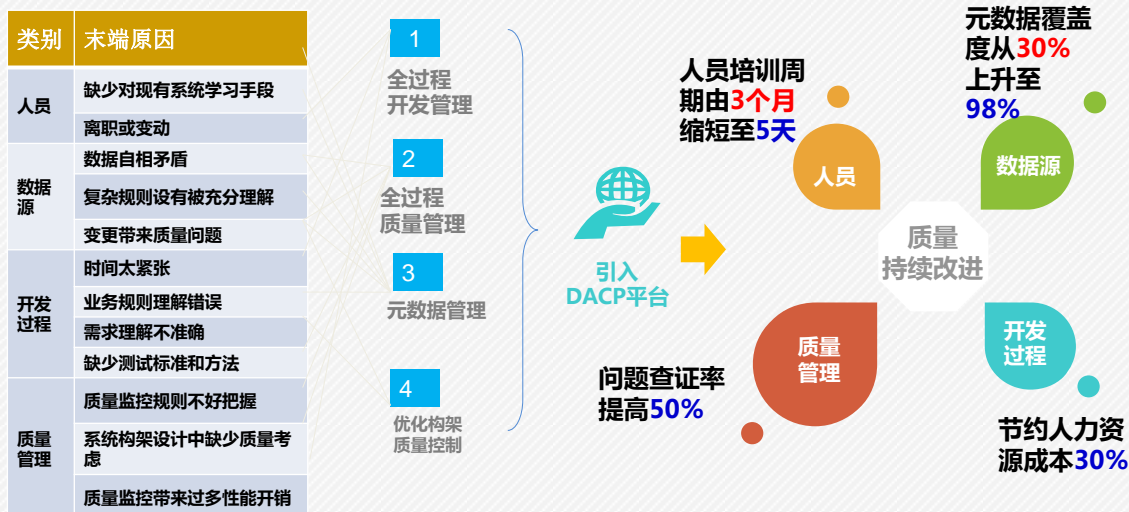 类别 末端原因
人员
缺少对现有系统学习手段
离职或变动
数据
源
数据自相矛盾
复杂规则设有被充分理解
变更带来质量问题
开发
过程
时间太紧张
业务规则理解错误
需求理解不准确
缺少测试标准和方法
质量
管理
质量监控规则不好把握
系统构架设计中缺少质量考
虑
质量监控带来过多性能开销
1
全过程
开发管理
2
全过程
质量管理
3
元数据管理
4
优化构架
质量控制
引入
DACP平台
人员培训周
期由3个月
缩短至5天
人员
元数据覆盖
度从30%
上升至
98%
数据源
质量
持续改进
质量
管理
问题查证率
提高50%
开发
过程
节约人力资
源成本30%